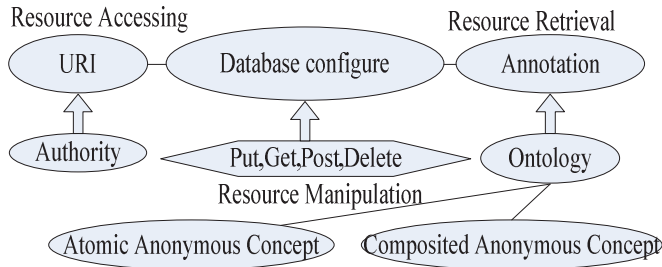 Resource Accessing
Resource Retrieval
URI
Database configure
Annotation
Authority
Put,Get,Post,Delete
Ontology
Resource Manipulation
Atomic Anonymous Concept
Composited Anonymous Concept